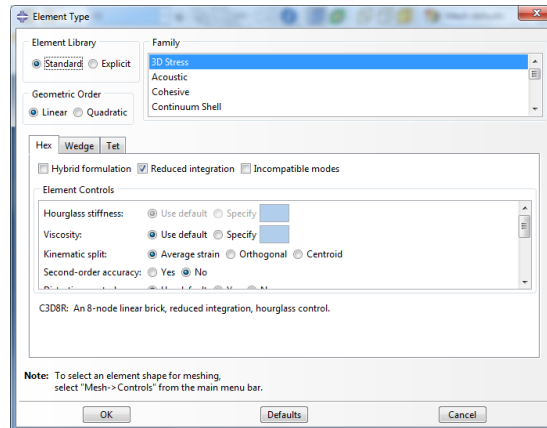 Element Type
Element Library
Standard Explicit
Geometric Order
Linear Quadratic
Family
3D Stress
Acoustic
Cohesive
Continuum Shell
Hex Wedge Tet
Hybrid formulation Reduced integration Incompatible modes
Element Controls
Hourglass stiffness: Use default Specify
Viscosity: Use default Specify
Kinematic split: Average strain Orthogonal Centroid
Second-order accuracy: Yes No
C3D8R: An 8-node linear brick, reduced integration, hourglass control.
Note: To select an element shape for meshing,
select "Mesh->Controls" from the main menu bar.
OK Defaults Cancel